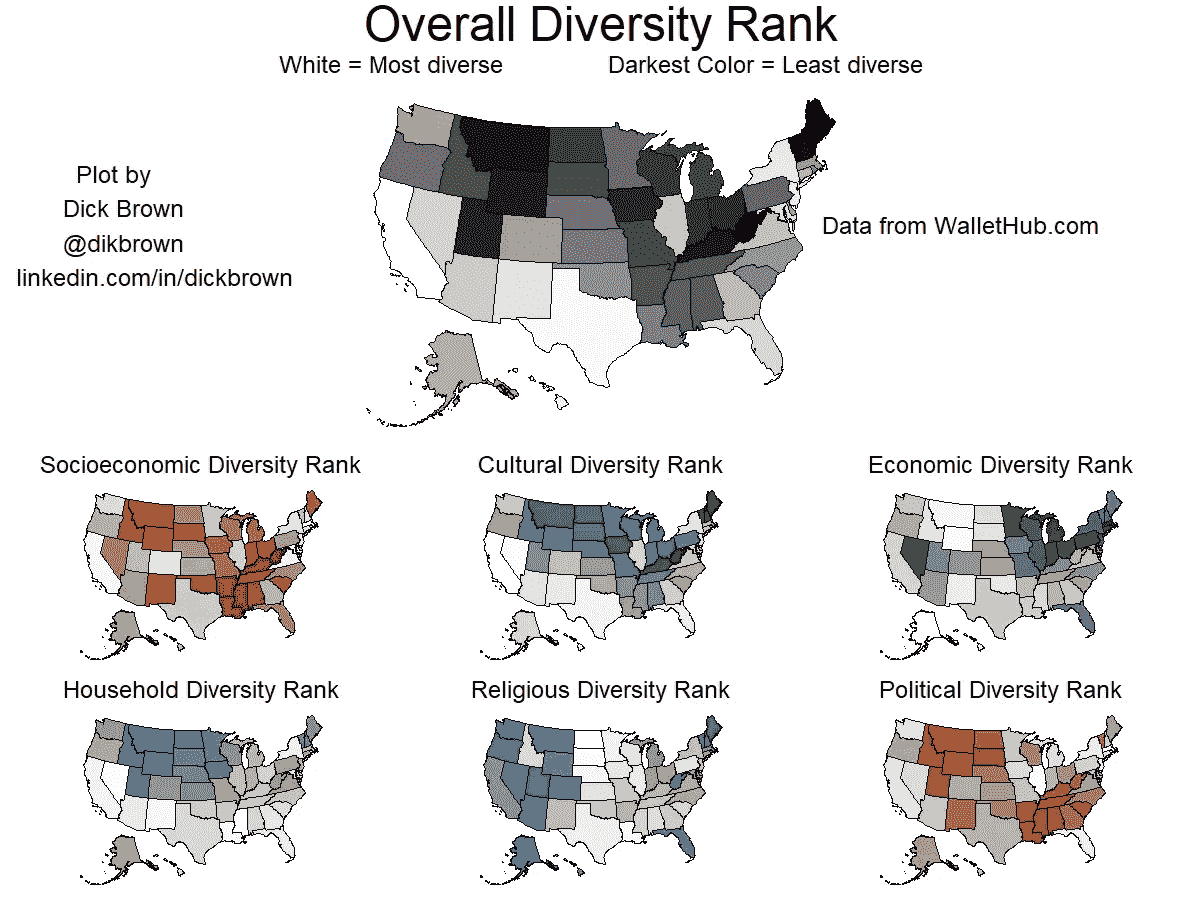 Overall Diversity Rank
White = Most diverse
Darkest Color = Least diverse
Plot by
Dick Brown
@dikbrown
linkedin.com/in/dickbrown
Data from WalletHub.com
Socioeconomic Diversity Rank
Cultural Diversity Rank
Economic Diversity Rank
Household Diversity Rank
Religious Diversity Rank
Political Diversity Rank